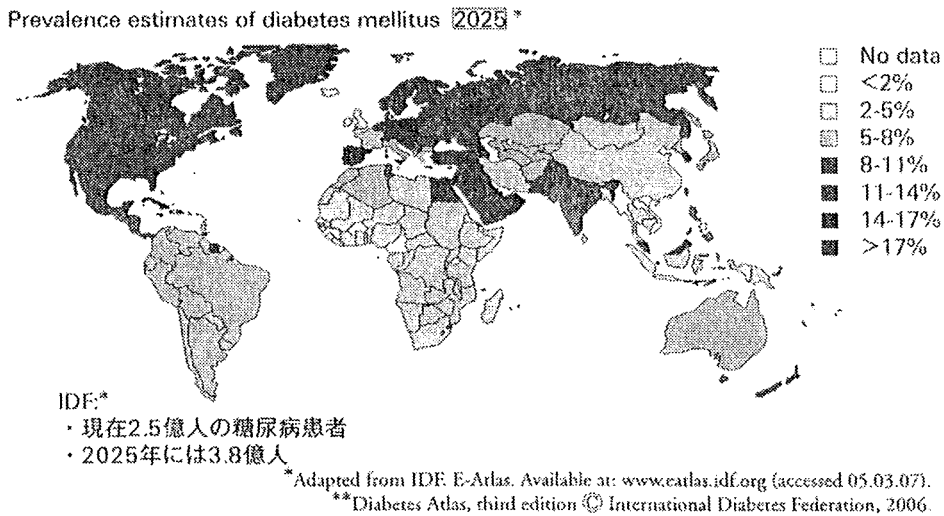 Prevalence estimates of diabetes mellitus 2025 *
No data
<2%
2-5%
5-8%
8-11%
11-14%
14-17%
>17%
IDF:*
・現在2.5億人の糖尿病患者
・2025年には3.8億人
*Adapted from IDF. E-Atlas. Available at: www.eatlas.idf.org (accessed 05.03.07).
**Diabetes Atlas, third edition © International Diabetes Federation, 2006.